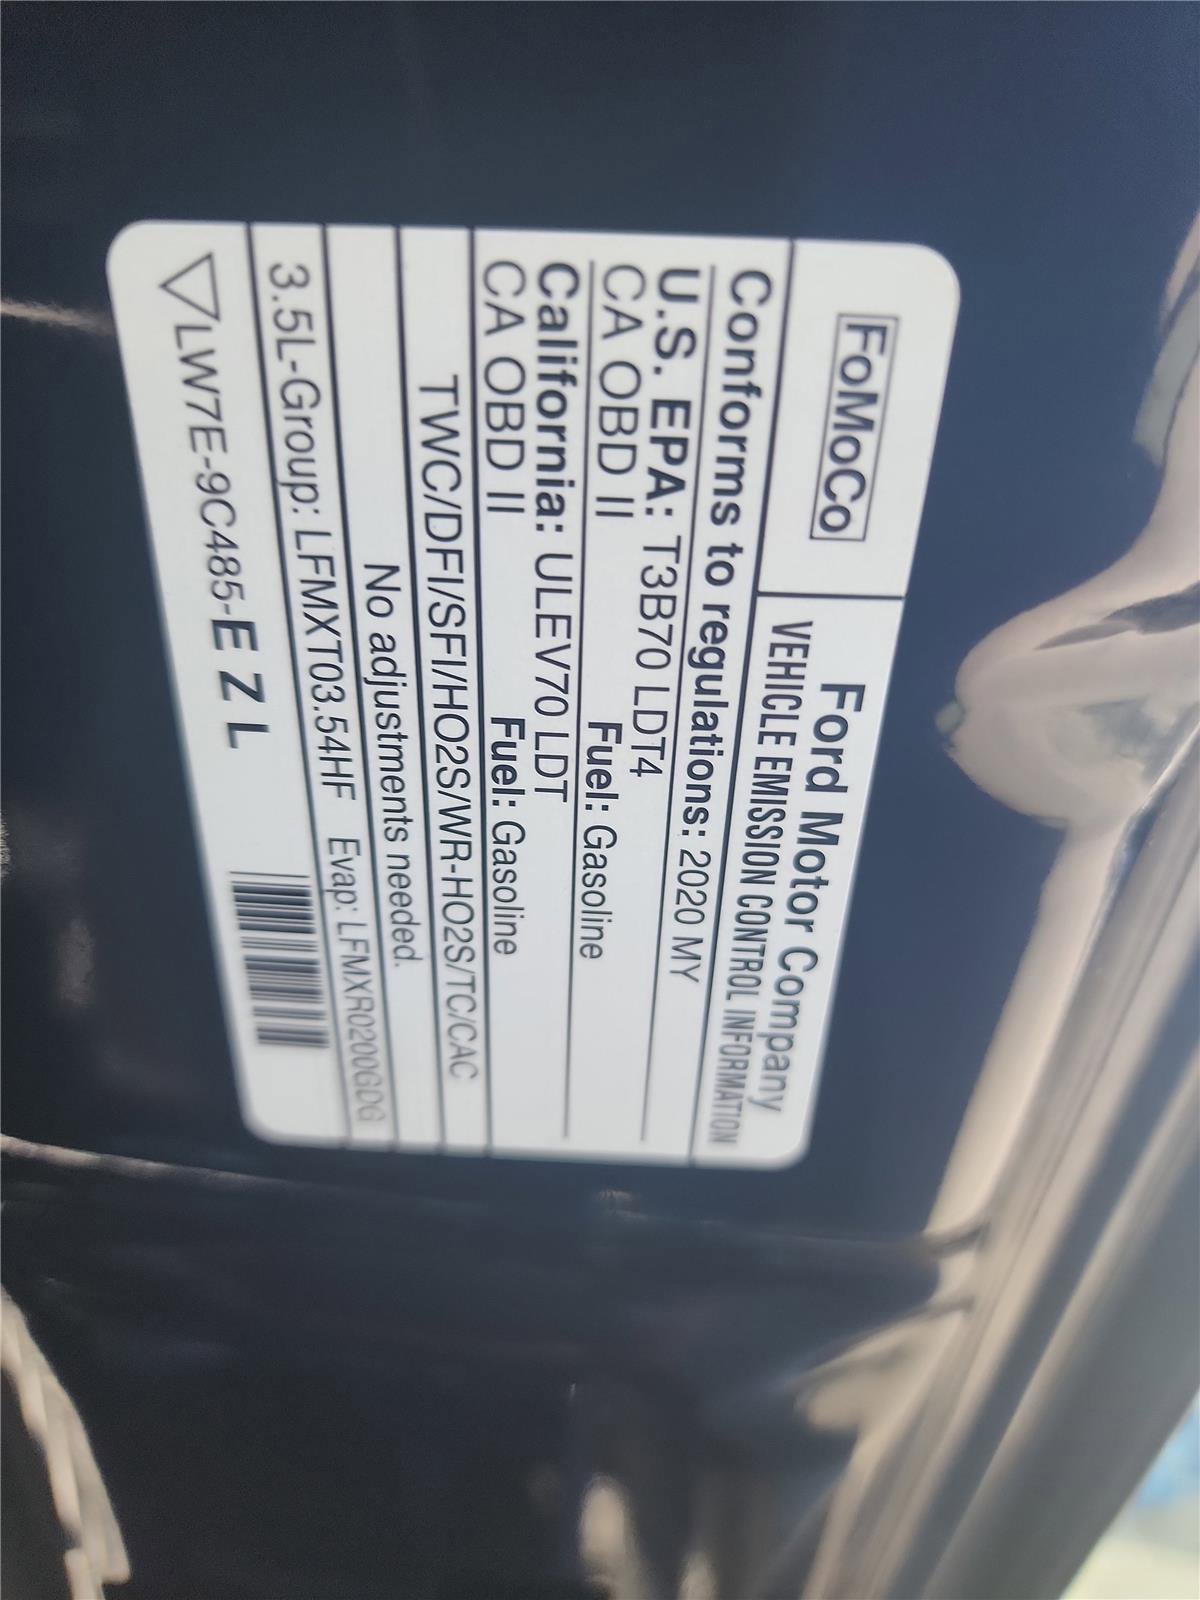 FoMoCo
Ford Motor Company
VEHICLE EMISSION CONTROL INFORMATION
Conforms to regulations: 2020 MY
U.S. EPA: T3B70 LDT4
CA OBD II Fuel: Gasoline
California: ULEV70 LDT
CA OBD II Fuel: Gasoline
TWC/DFI/SFI/HO2S/WR-HO2S/TC/CAC
No adjustments needed.
3.5L-Group: LFMXT03.54HF Evap: LFMXR0200GDG
LW7E-9C485-E Z L